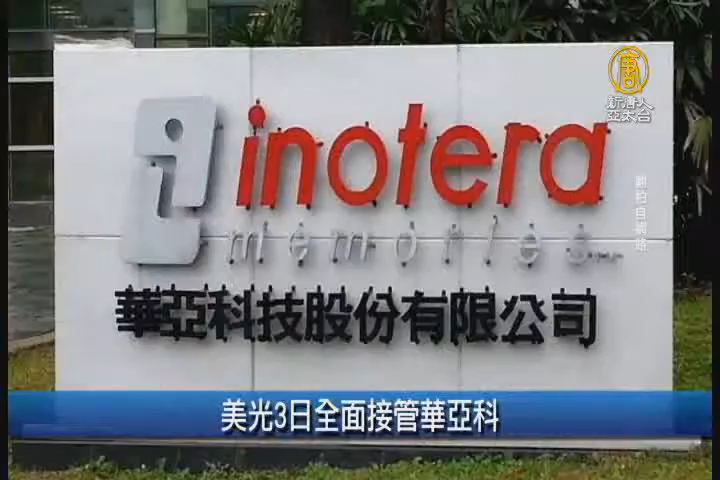 新唐人
亞太台
翻拍自網路
inotera
memories
華亞科技股份有限公司
美光3日全面接管華亞科